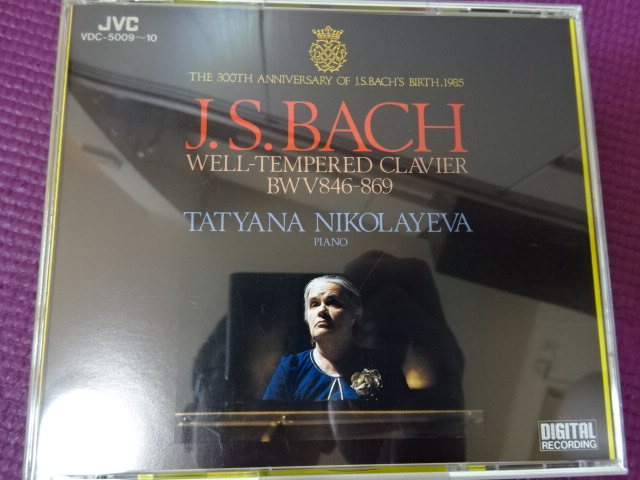 JVC
VDC-5009~10
THE 300TH ANNIVERSARY OF J.S.BACH'S BIRTH.1985
J.S.BACH
WELL-TEMPERED CLAVIER
BWV846-869
TATYANA NIKOLAYEVA
PIANO
DIGITAL
RECORDING